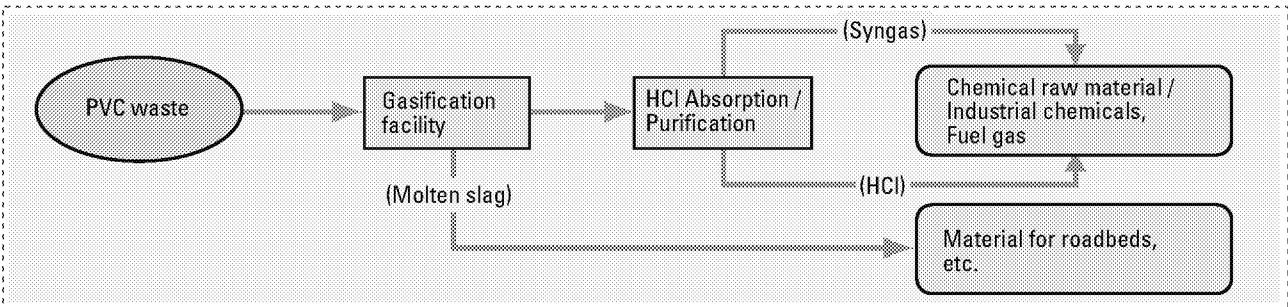 (Syngas)
PVC waste
Gasification
facility
HCl Absorption /
Purification
Chemical raw material /
Industrial chemicals,
Fuel gas
(HCl)
(Molten slag)
Material for roadbeds,
etc.